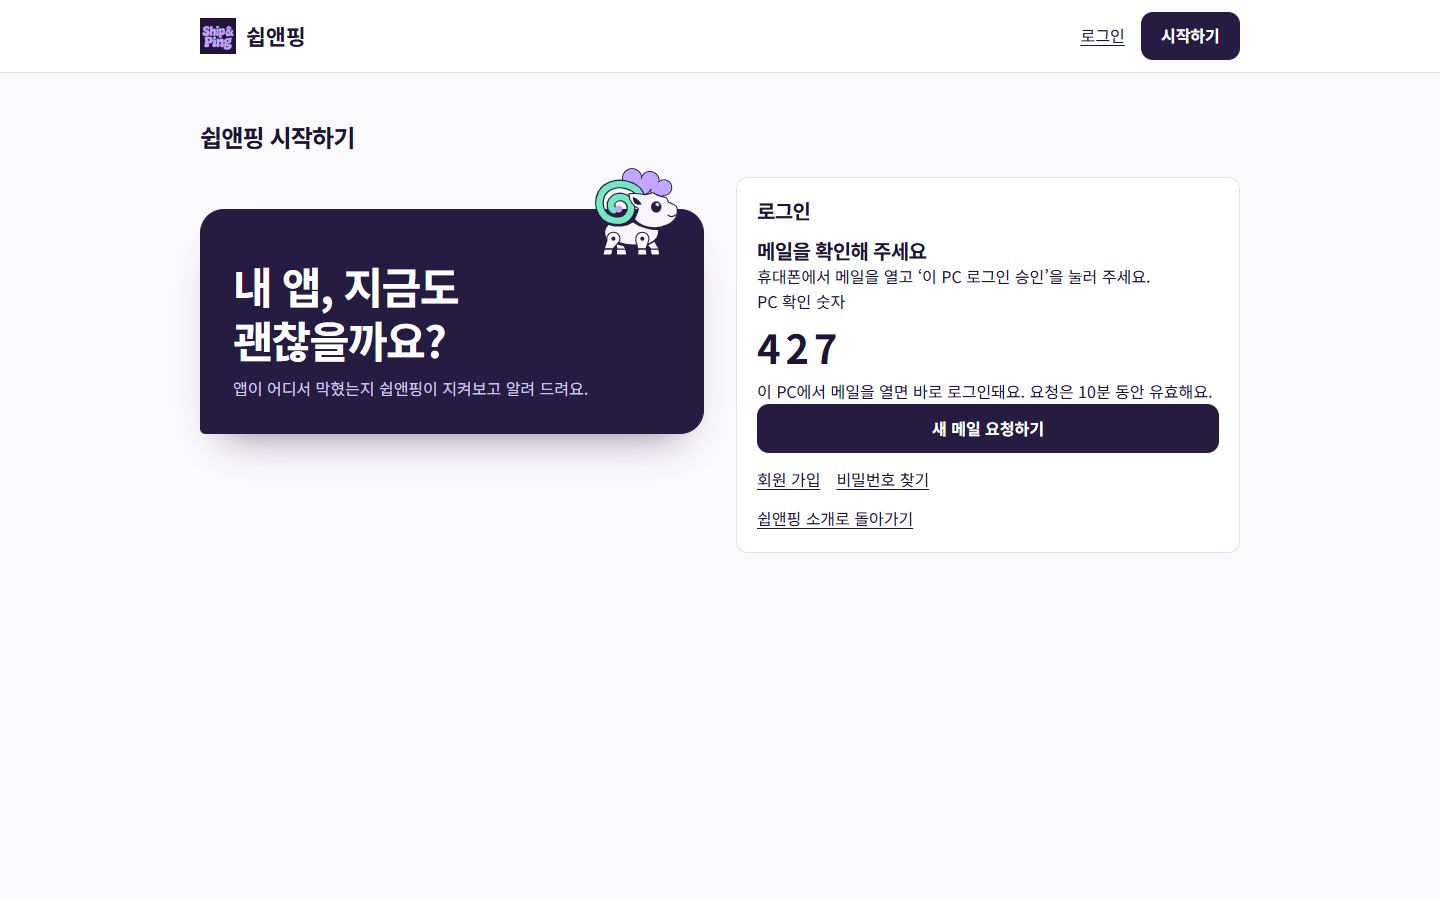 Ship&
Ping
쉽앤핑
로그인
시작하기
쉽앤핑 시작하기
내 앱, 지금도
괜찮을까요?
앱이 어디서 막혔는지 쉽앤핑이 지켜보고 알려 드려요.
로그인
메일을 확인해 주세요
휴대폰에서 메일을 열고 ‘이 PC 로그인 승인’을 눌러 주세요.
PC 확인 숫자
427
이 PC에서 메일을 열면 바로 로그인돼요. 요청은 10분 동안 유효해요.
새 메일 요청하기
회원 가입 비밀번호 찾기
쉽앤핑 소개로 돌아가기